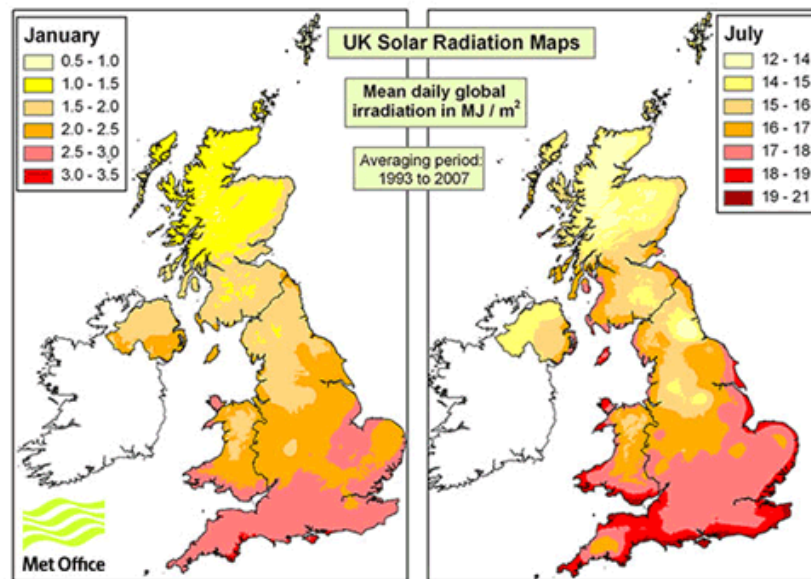 January
0.5 - 1.0
1.0 - 1.5
1.5 - 2.0
2.0 - 2.5
2.5 - 3.0
3.0 - 3.5
UK Solar Radiation Maps
Mean daily global
irradiation in MJ / m²
Averaging period:
1993 to 2007
July
12 - 14
14 - 15
15 - 16
16 - 17
17 - 18
18 - 19
19 - 21
Met Office